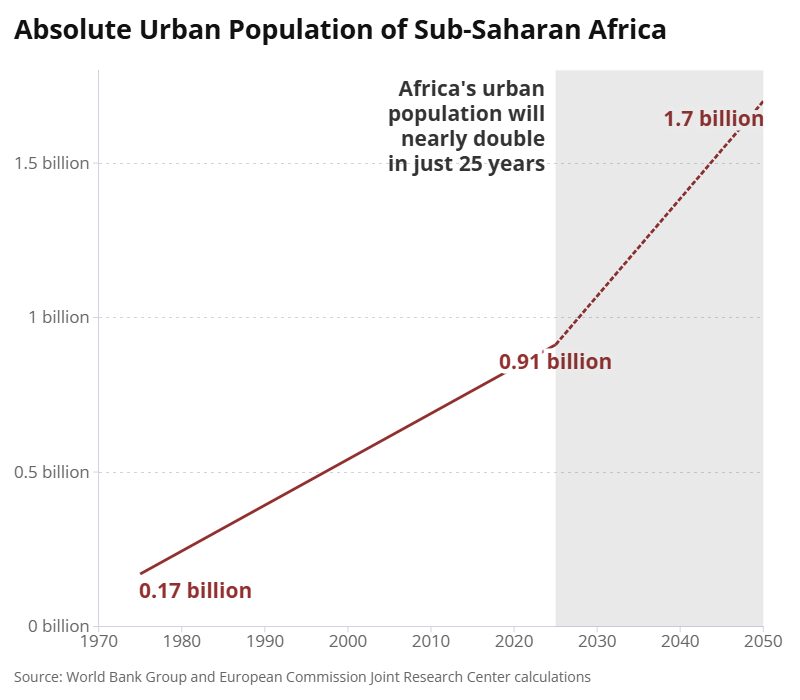 Absolute Urban Population of Sub-Saharan Africa
Africa's urban
population will
nearly double
in just 25 years
1.7 billion
1.5 billion
1 billion
0.91 billion
0.5 billion
0.17 billion
0 billion
1970 1980 1990 2000 2010 2020 2030 2040 2050
Source: World Bank Group and European Commission Joint Research Center calculations